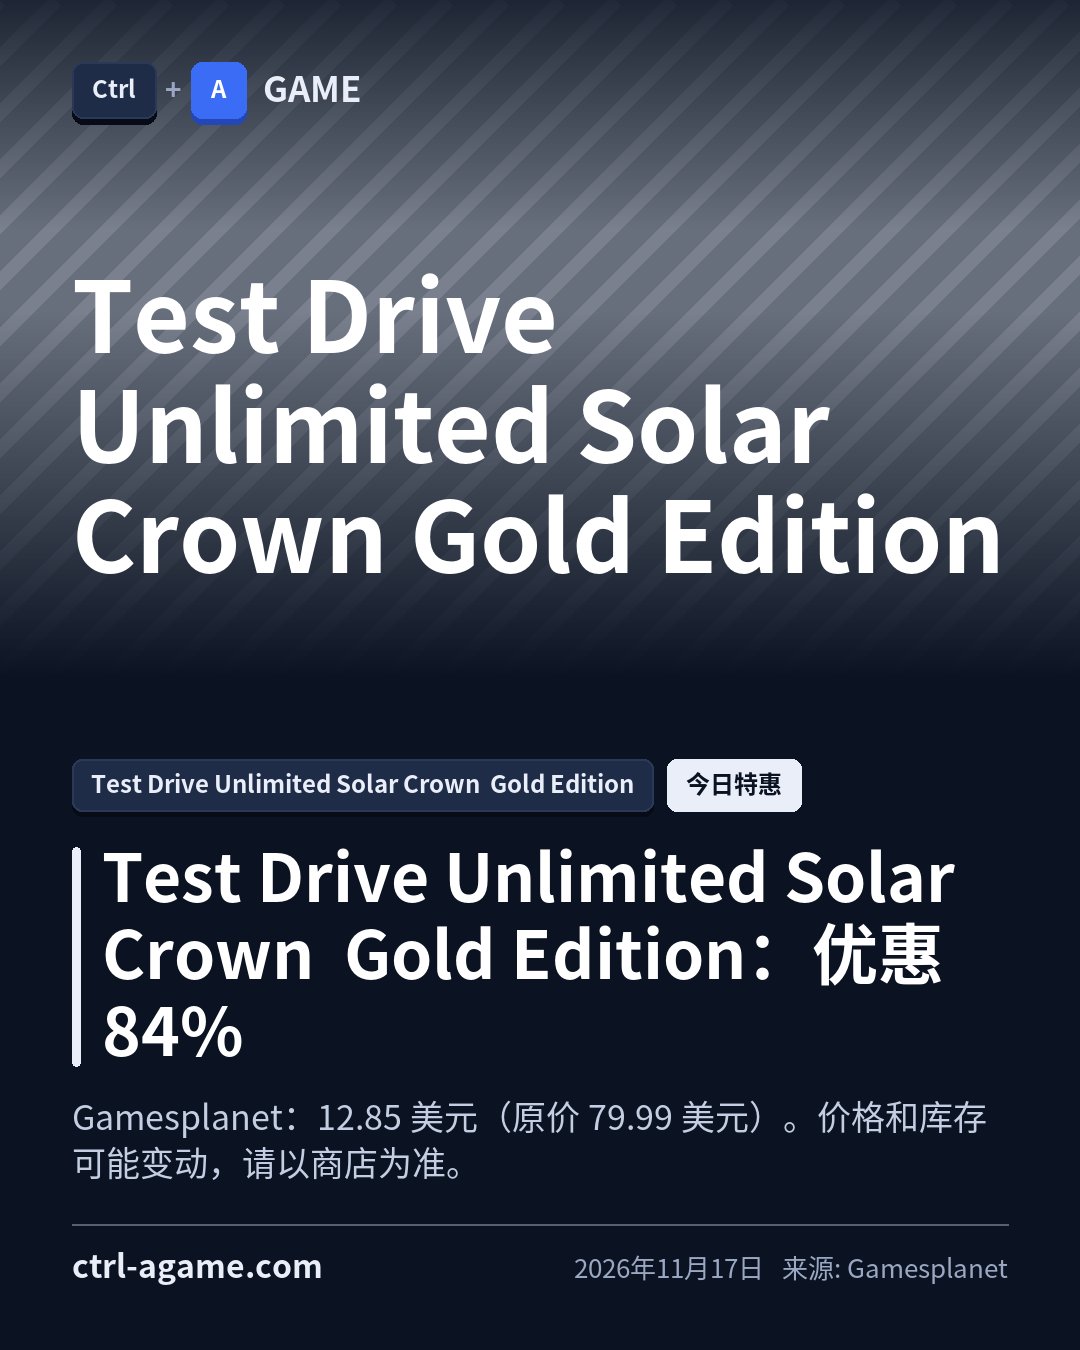 Ctrl + A GAME
Test Drive
Unlimited Solar
Crown Gold Edition
Test Drive Unlimited Solar Crown  Gold Edition 今日特惠
Test Drive Unlimited Solar
Crown  Gold Edition：优惠
84%
Gamesplanet：12.85 美元（原价 79.99 美元）。价格和库存
可能变动，请以商店为准。
ctrl-agame.com 2026年11月17日 来源: Gamesplanet